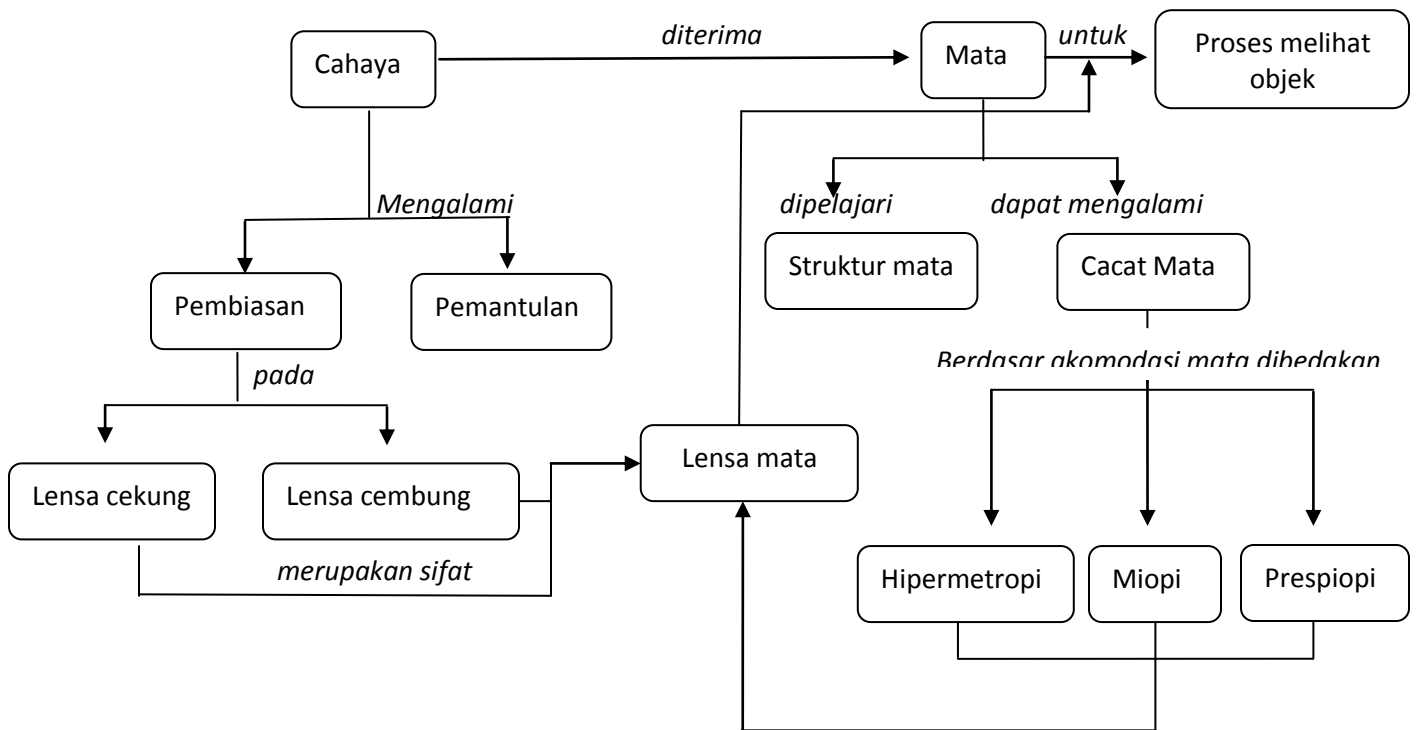 diterima
untuk
Cahaya
Mata
Proses melihat
objek
Mengalami
dipelajari
dapat mengalami
Pembiasan
Pemantulan
Struktur mata
Cacat Mata
pada
Berdasar akomodasi mata dibedakan
Lensa cekung
Lensa cembung
Lensa mata
merupakan sifat
Hipermetropi
Miopi
Prespiopi